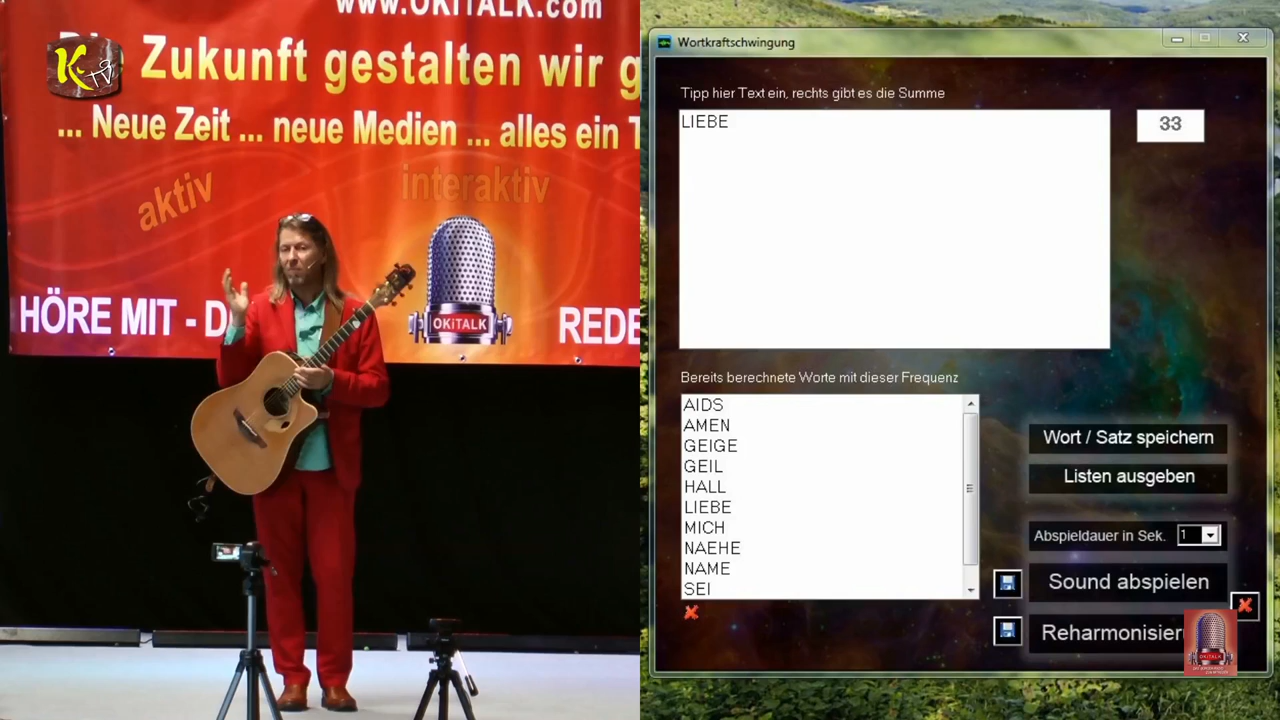 www.OKiTALK.com
Zukunft gestalten wir g
... Neue Zeit ... neue Medien ... alles ein T
aktiv
interaktiv
OKiTALK
HÖRE MIT - D
REDE
K TV
Wortkraftschwingung
Tipp hier Text ein, rechts gibt es die Summe
LIEBE
33
Bereits berechnete Worte mit dieser Frequenz
AIDS
AMEN
GEIGE
GEIL
HALL
LIEBE
MICH
NAEHE
NAME
SEI
Wort / Satz speichern
Listen ausgeben
Abspieldauer in Sek. 1
Sound abspielen
Reharmonisier
OKiTALK